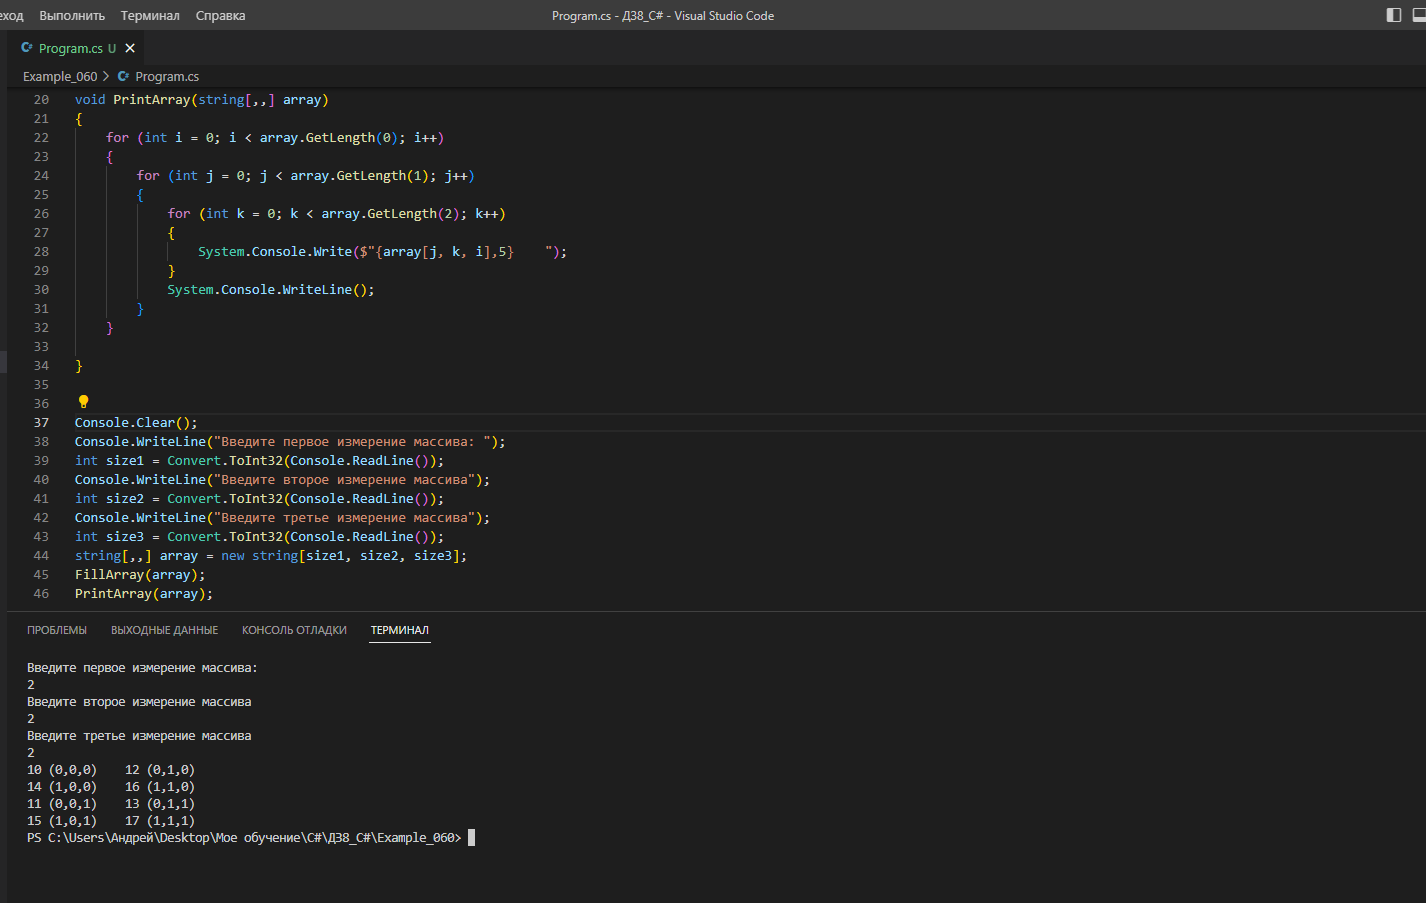 Выполнить Терминал Справка Program.cs - ДЗ8_C# - Visual Studio Code
C# Program.cs U
Example_060 > C# Program.cs
20 void PrintArray(string[,,] array)
21 {
22 for (int i = 0; i < array.GetLength(0); i++)
23 {
24 for (int j = 0; j < array.GetLength(1); j++)
25 {
26 for (int k = 0; k < array.GetLength(2); k++)
27 {
28 System.Console.Write($"{array[j, k, i],5}    ");
29 }
30 System.Console.WriteLine();
31 }
32 }
33
34 }
35
36
37 Console.Clear();
38 Console.WriteLine("Введите первое измерение массива: ");
39 int size1 = Convert.ToInt32(Console.ReadLine());
40 Console.WriteLine("Введите второе измерение массива");
41 int size2 = Convert.ToInt32(Console.ReadLine());
42 Console.WriteLine("Введите третье измерение массива");
43 int size3 = Convert.ToInt32(Console.ReadLine());
44 string[,,] array = new string[size1, size2, size3];
45 FillArray(array);
46 PrintArray(array);
ПРОБЛЕМЫ ВЫХОДНЫЕ ДАННЫЕ КОНСОЛЬ ОТЛАДКИ ТЕРМИНАЛ
Введите первое измерение массива:
2
Введите второе измерение массива
2
Введите третье измерение массива
2
10 (0,0,0)    12 (0,1,0)
14 (1,0,0)    16 (1,1,0)
11 (0,0,1)    13 (0,1,1)
15 (1,0,1)    17 (1,1,1)
PS C:\Users\Андрей\Desktop\Мое обучение\C#\ДЗ8_C#\Example_060>